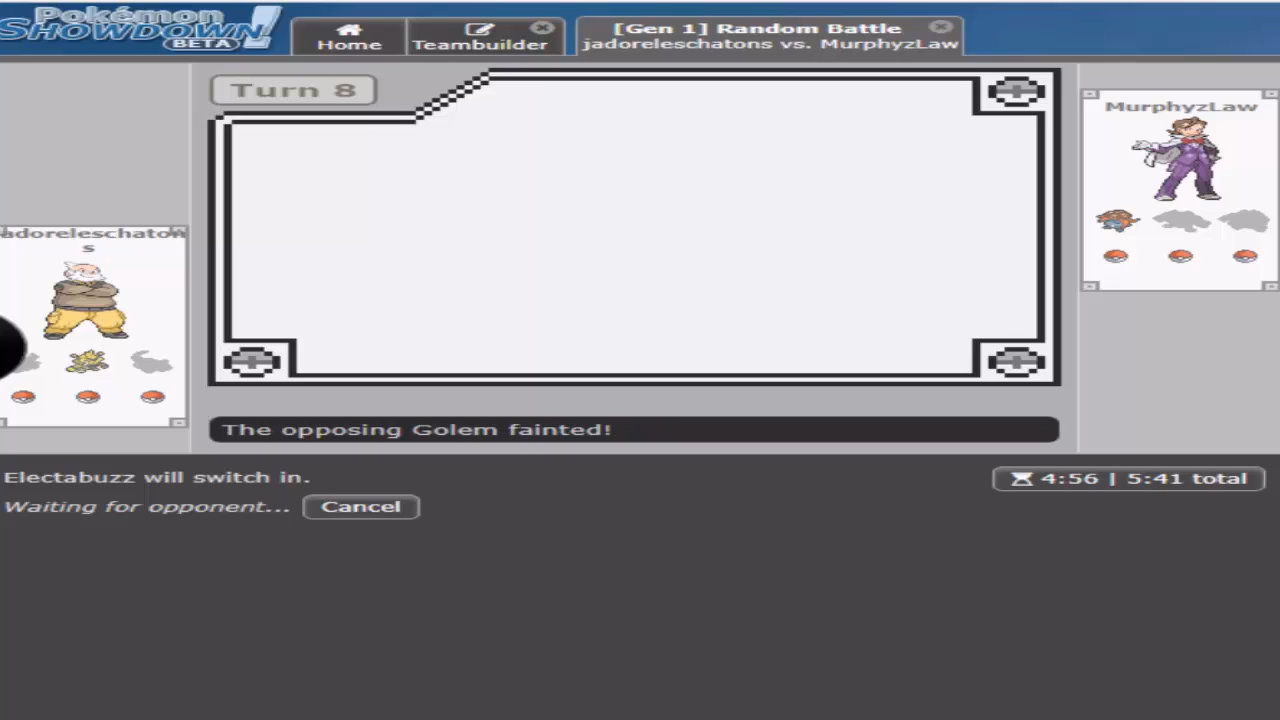 Pokémon
SHOWDOWN!
BETA
Home
Teambuilder
[Gen 1] Random Battle
jadoreleschatons vs. MurphyzLaw
Turn 8
MurphyzLaw
adoreleschaton
s
The opposing Golem fainted!
Electabuzz will switch in.
4:56 | 5:41 total
Waiting for opponent...
Cancel